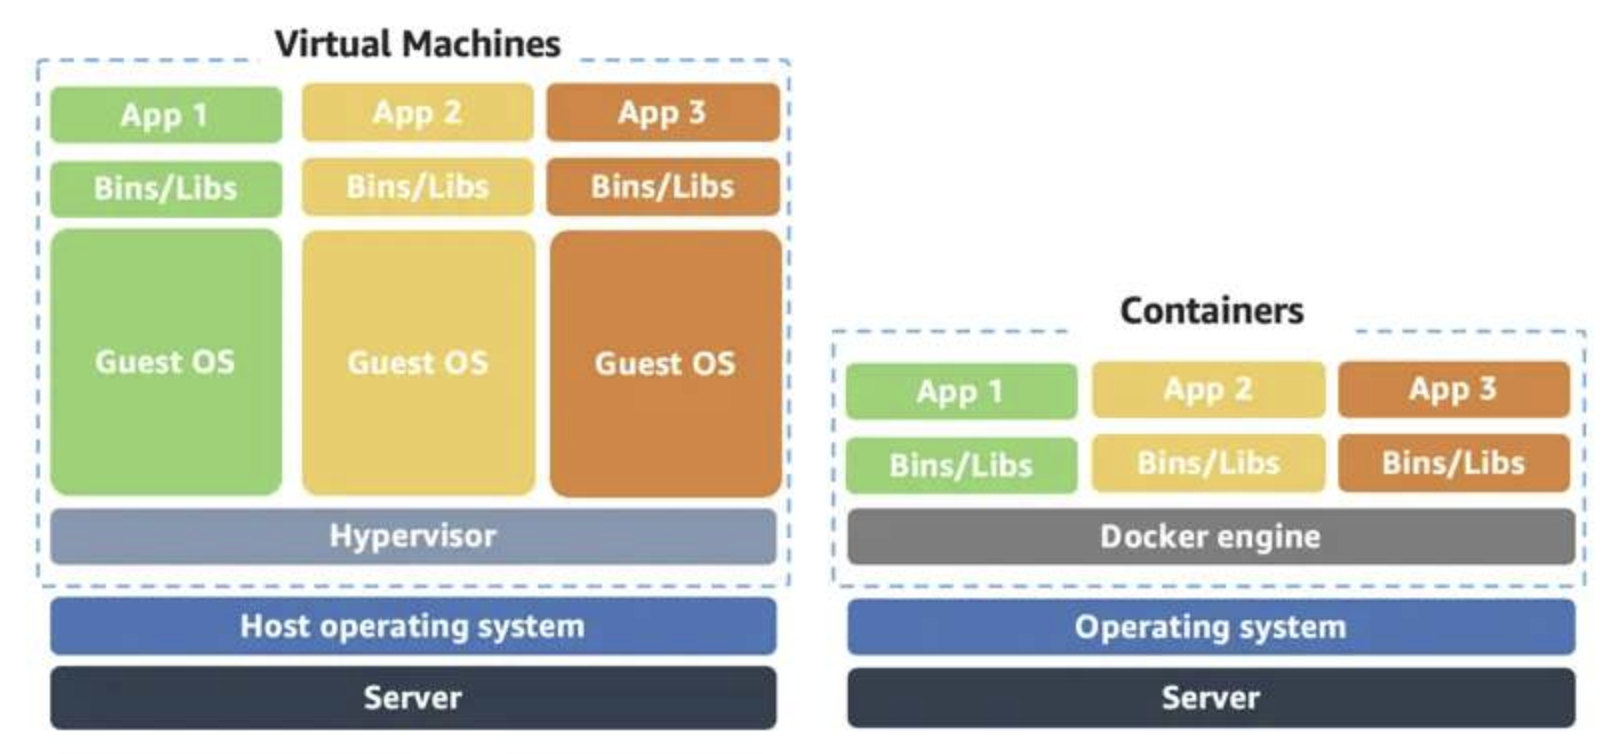 Virtual Machines
App 1
App 2
App 3
Bins/Libs
Bins/Libs
Bins/Libs
Guest OS
Guest OS
Guest OS
Hypervisor
Host operating system
Server
Containers
App 1
App 2
App 3
Bins/Libs
Bins/Libs
Bins/Libs
Docker engine
Operating system
Server